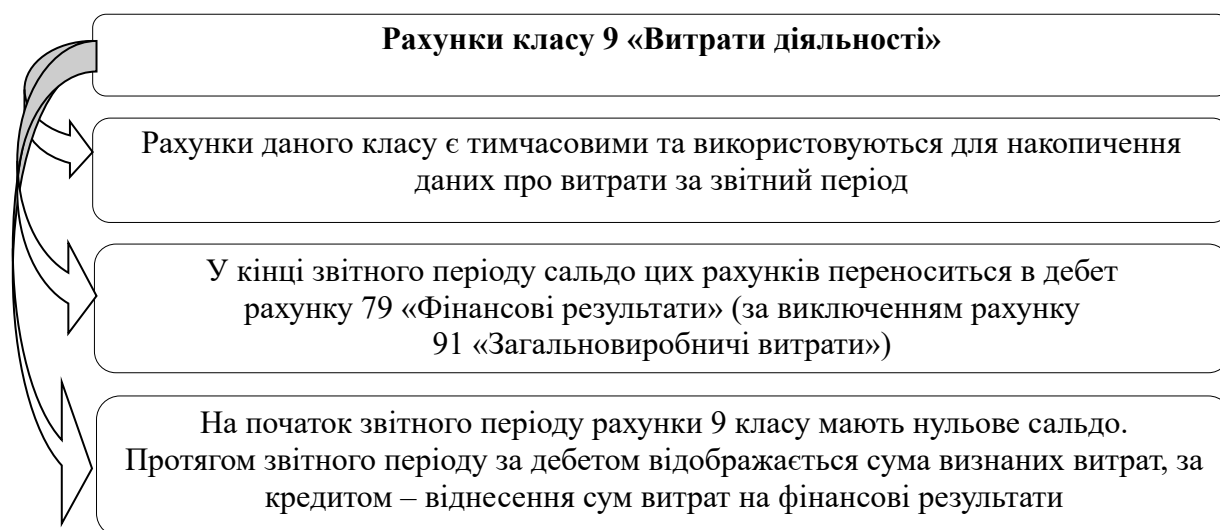 Рахунки класу 9 «Витрати діяльності»
Рахунки даного класу є тимчасовими та використовуються для накопичення
даних про витрати за звітний період
У кінці звітного періоду сальдо цих рахунків переноситься в дебет
рахунку 79 «Фінансові результати» (за виключенням рахунку
91 «Загальновиробничі витрати»)
На початок звітного періоду рахунки 9 класу мають нульове сальдо.
Протягом звітного періоду за дебетом відображається сума визнаних витрат, за
кредитом – віднесення сум витрат на фінансові результати